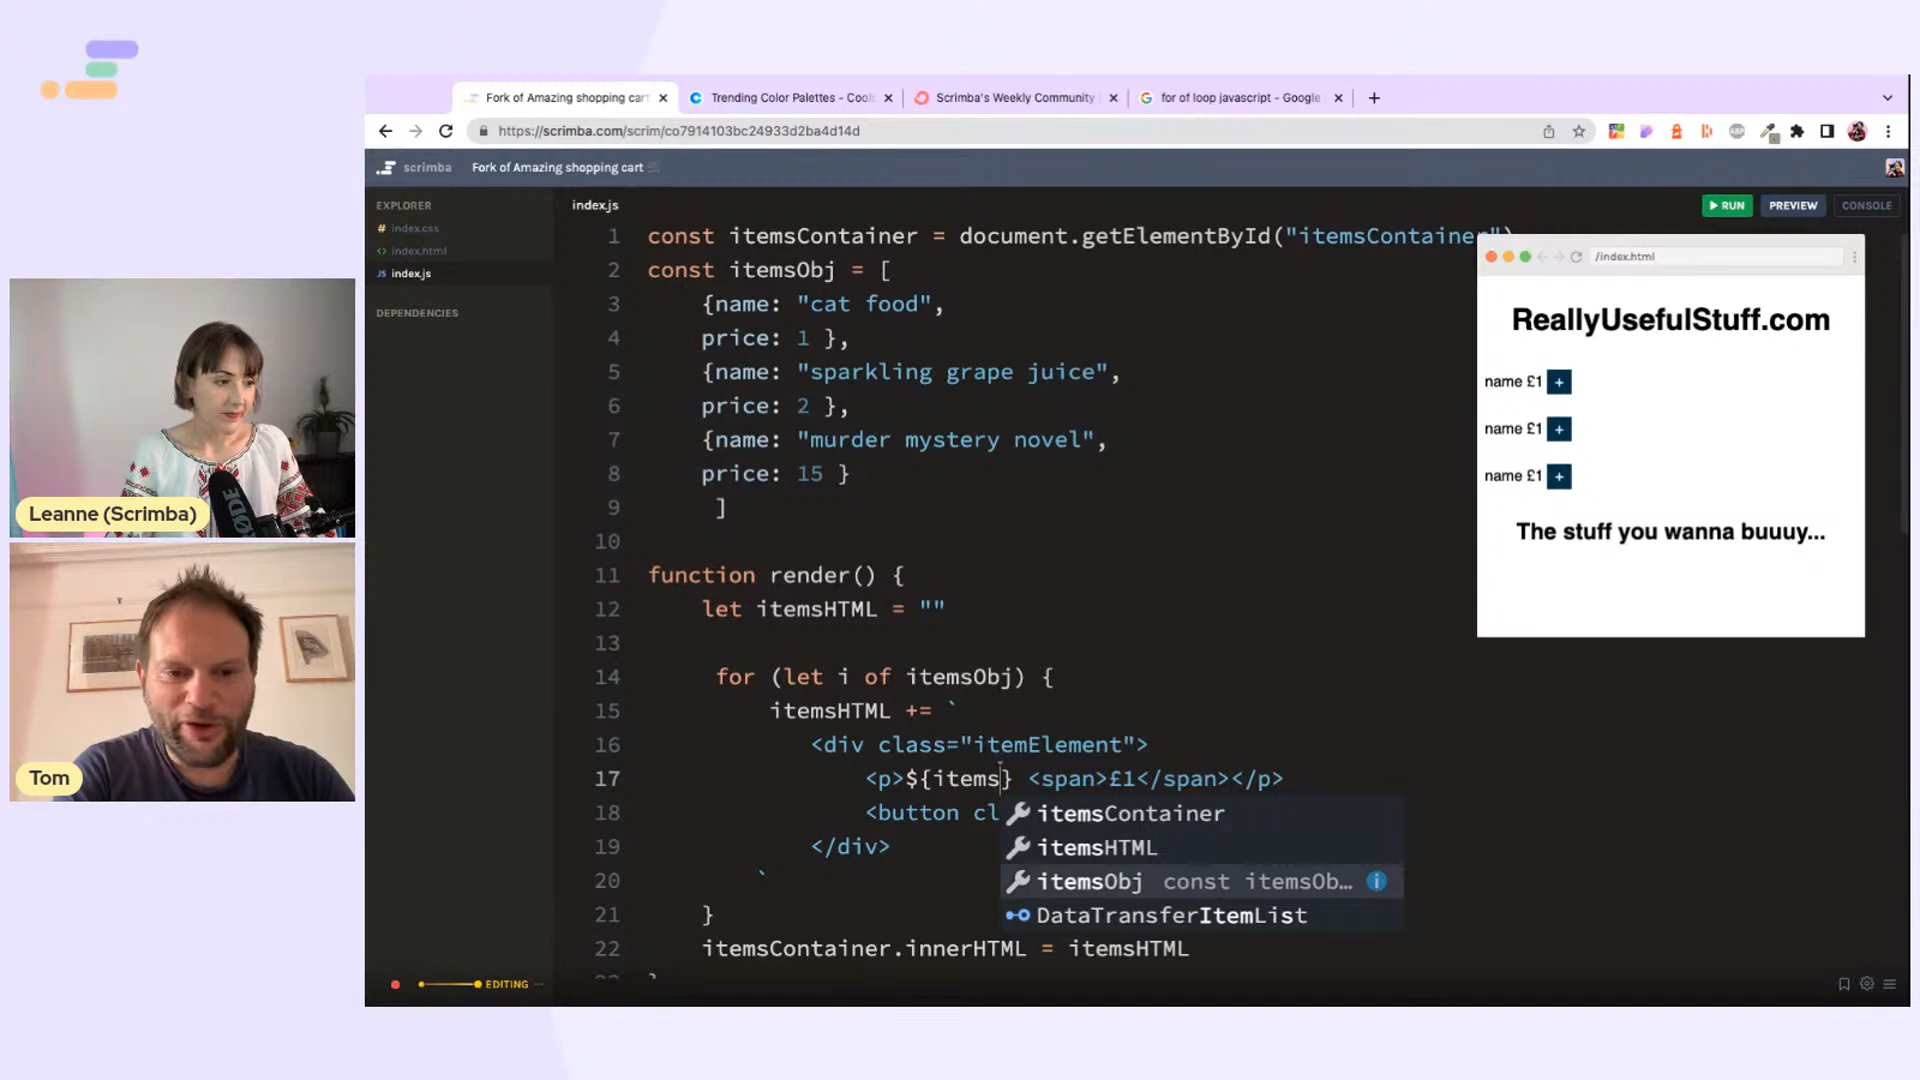 Fork of Amazing shopping cart
Trending Color Palettes - Coolo
Scrimba's Weekly Community
for of loop javascript - Google
https://scrimba.com/scrim/co7914103bc24933d2ba4d14d
scrimba
Fork of Amazing shopping cart
EXPLORER
# index.css
<> index.html
JS index.js
DEPENDENCIES
index.js
RUN
PREVIEW
CONSOLE
1 const itemsContainer = document.getElementById("itemsContainer")
2 const itemsObj = [
3 {name: "cat food",
4 price: 1 },
5 {name: "sparkling grape juice",
6 price: 2 },
7 {name: "murder mystery novel",
8 price: 15 }
9 ]
10
11 function render() {
12 let itemsHTML = ""
13
14 for (let i of itemsObj) {
15 itemsHTML += `
16 <div class="itemElement">
17 <p>${items} <span>£1</span></p>
18 <button cl
19 </div>
20 `
21 }
22 itemsContainer.innerHTML = itemsHTML
itemsContainer
itemsHTML
itemsObj const itemsOb…
DataTransferItemList
/index.html
ReallyUsefulStuff.com
name £1 +
name £1 +
name £1 +
The stuff you wanna buuuy...
EDITING
Leanne (Scrimba)
RØDE
Tom